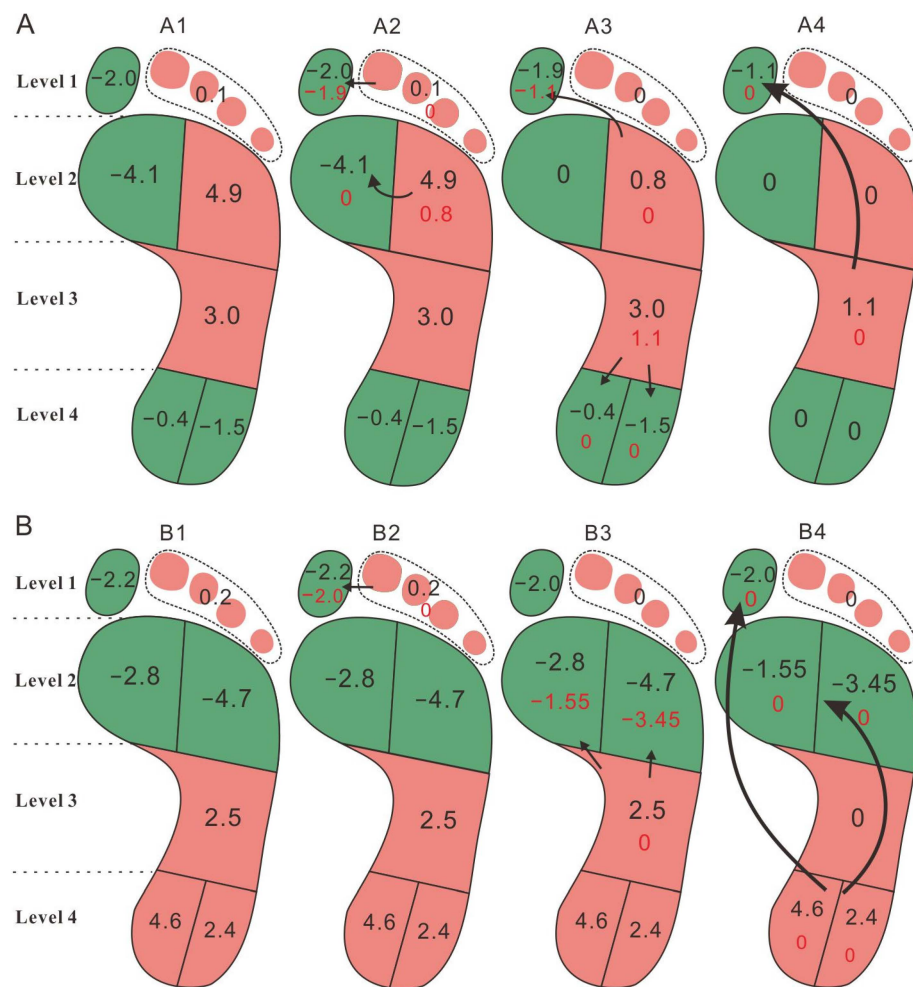 A
A1 A2 A3 A4
Level 1 −2.0 0.1 −2.0 −1.9 0.1 0 −1.9 −1.1 0 −1.1 0 0
Level 2 −4.1 4.9 −4.1 0 4.9 0.8 0 0.8 0 0 0
Level 3 3.0 3.0 3.0 1.1 1.1 0
Level 4 −0.4 −1.5 −0.4 −1.5 −0.4 0 −1.5 0 0 0
B
B1 B2 B3 B4
Level 1 −2.2 0.2 −2.2 −2.0 0.2 0 −2.0 0 −2.0 0 0
Level 2 −2.8 −4.7 −2.8 −4.7 −2.8 −1.55 −4.7 −3.45 −1.55 0 −3.45 0
Level 3 2.5 2.5 2.5 0 0
Level 4 4.6 2.4 4.6 2.4 4.6 2.4 4.6 0 2.4 0